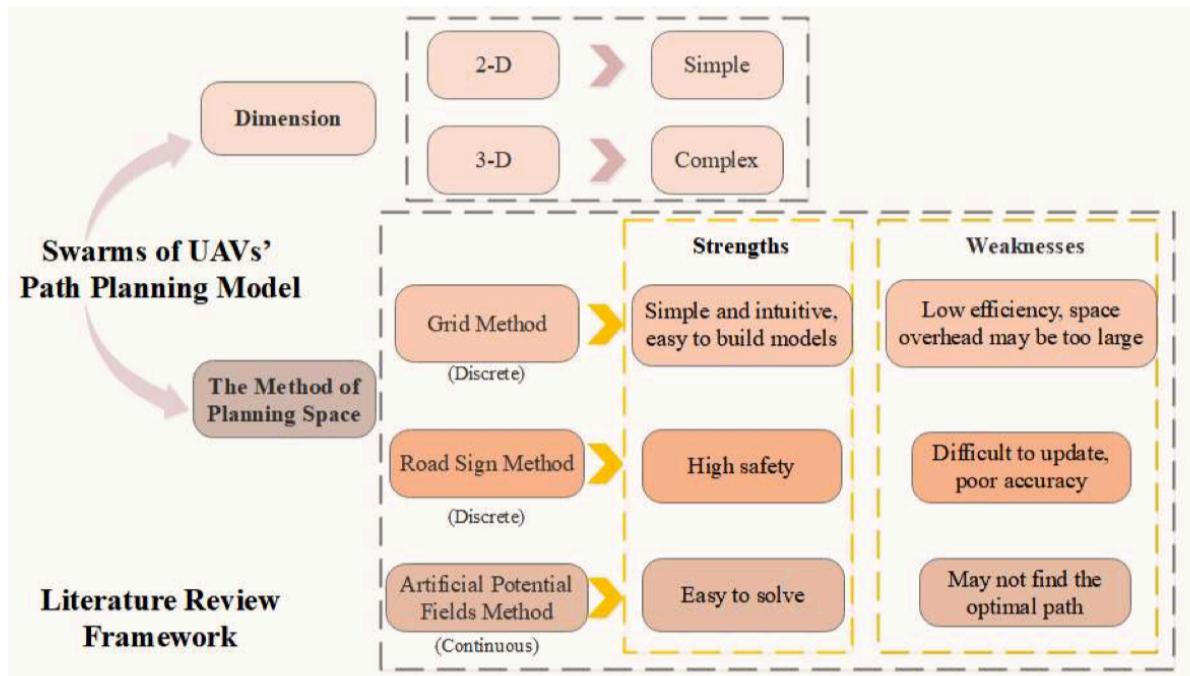 2-D
Simple
Dimension
3-D
Complex
Swarms of UAVs’
Path Planning Model
Strengths
Weaknesses
Grid Method
(Discrete)
Simple and intuitive,
easy to build models
Low efficiency, space
overhead may be too large
The Method of
Planning Space
Road Sign Method
(Discrete)
High safety
Difficult to update,
poor accuracy
Artificial Potential
Fields Method
(Continuous)
Easy to solve
May not find the
optimal path
Literature Review
Framework